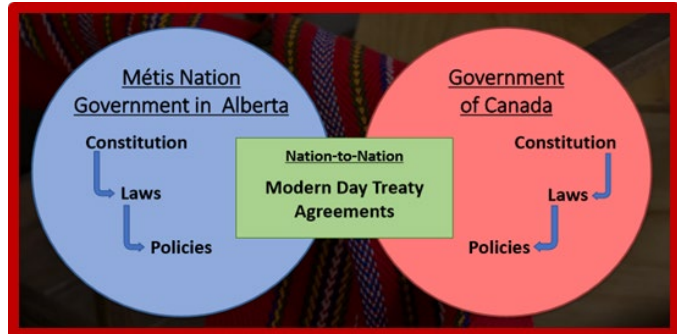 Métis Nation
Government in Alberta
Constitution
Laws
Policies
Nation-to-Nation
Modern Day Treaty
Agreements
Government
of Canada
Constitution
Laws
Policies